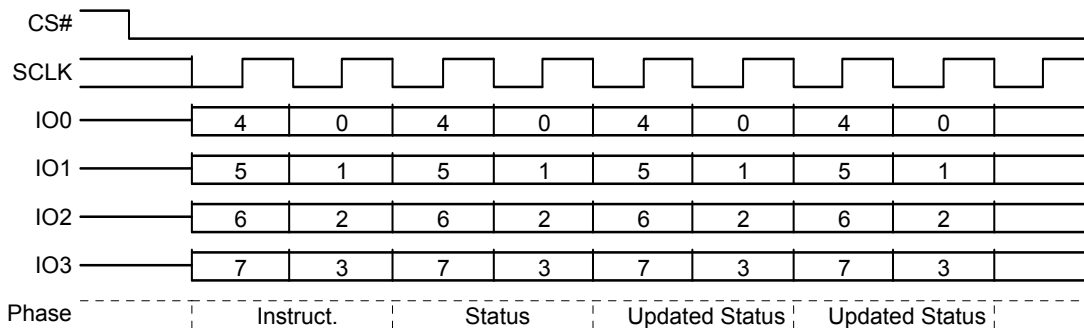 CS#
SCLK
IO0 4 0 4 0 4 0 4 0
IO1 5 1 5 1 5 1 5 1
IO2 6 2 6 2 6 2 6 2
IO3 7 3 7 3 7 3 7 3
Phase Instruct. Status Updated Status Updated Status